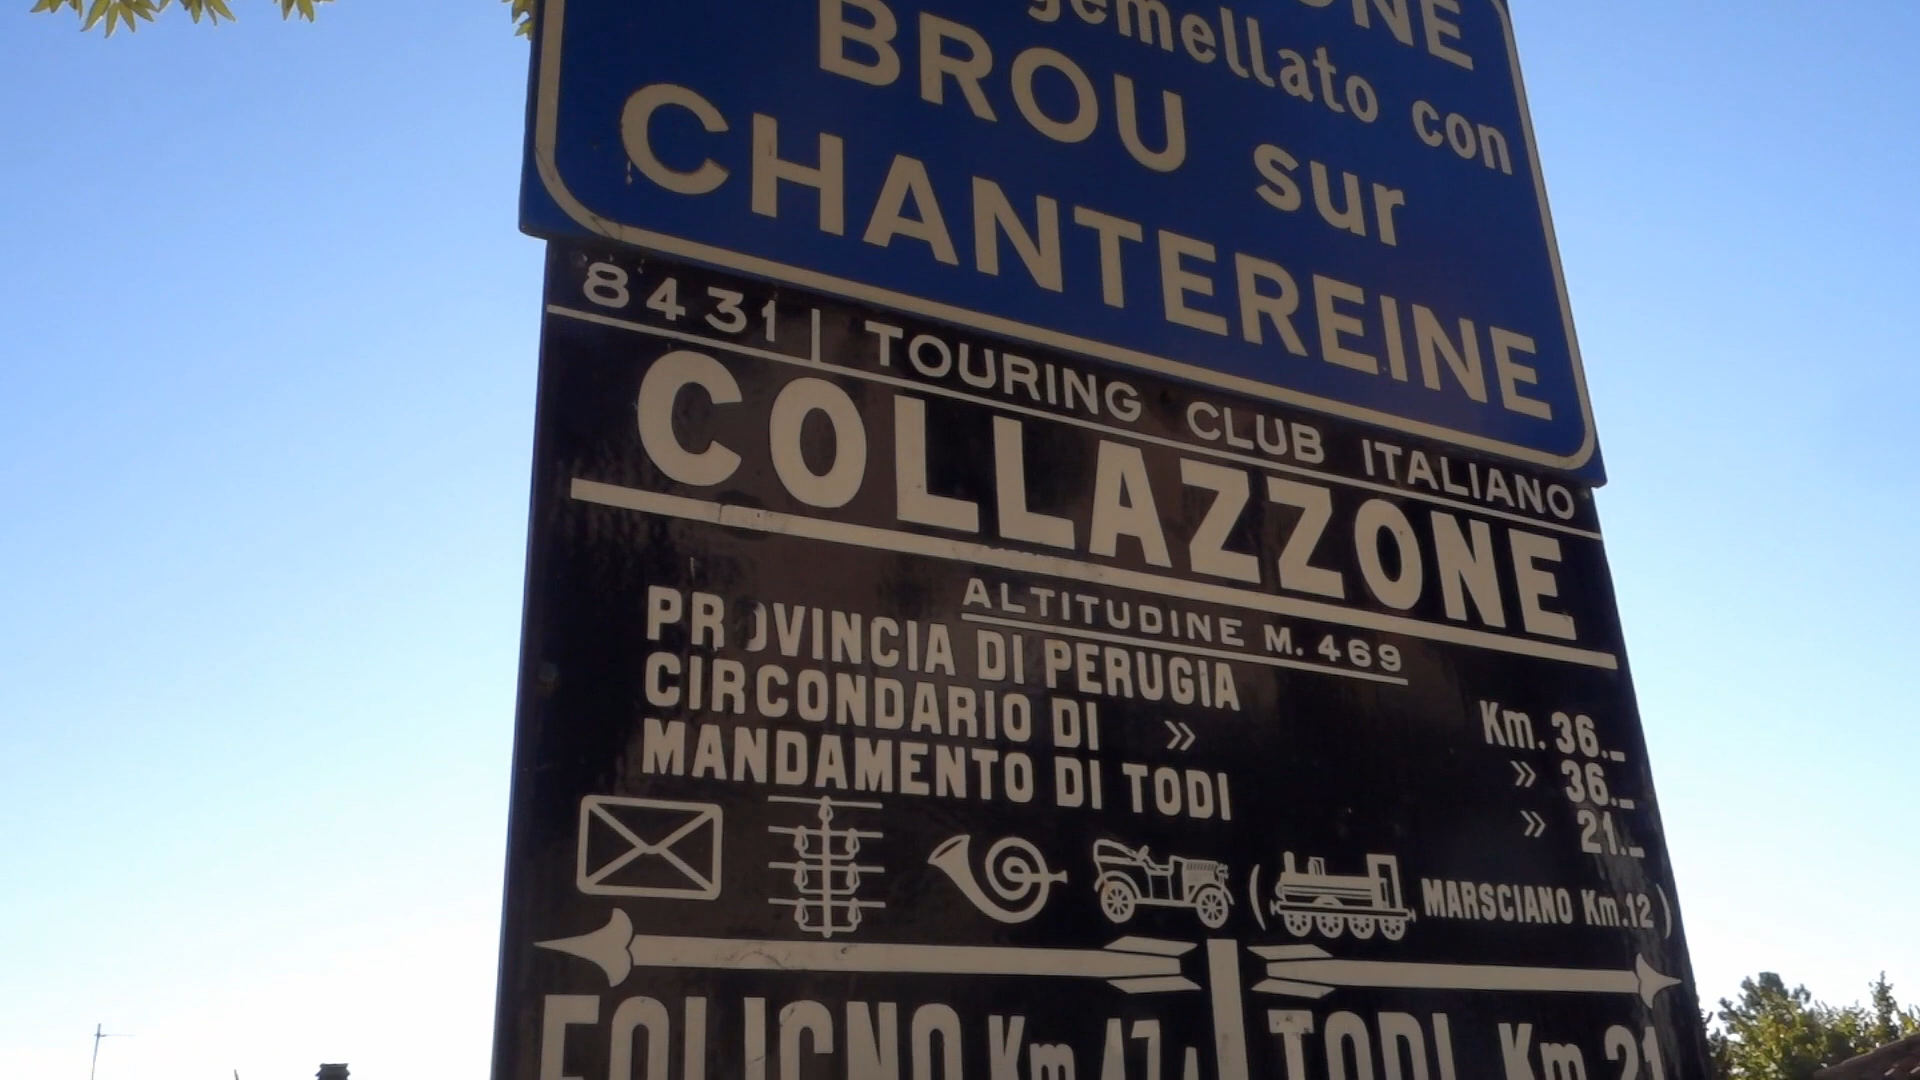 gemellato con
BROU sur
CHANTEREINE
8431 | TOURING CLUB ITALIANO
COLLAZZONE
ALTITUDINE M. 469
PROVINCIA DI PERUGIA Km. 36._
CIRCONDARIO DI » » 36._
MANDAMENTO DI TODI » 21._
(MARSCIANO Km.12)
FOLIGNO Km TODI Km 21